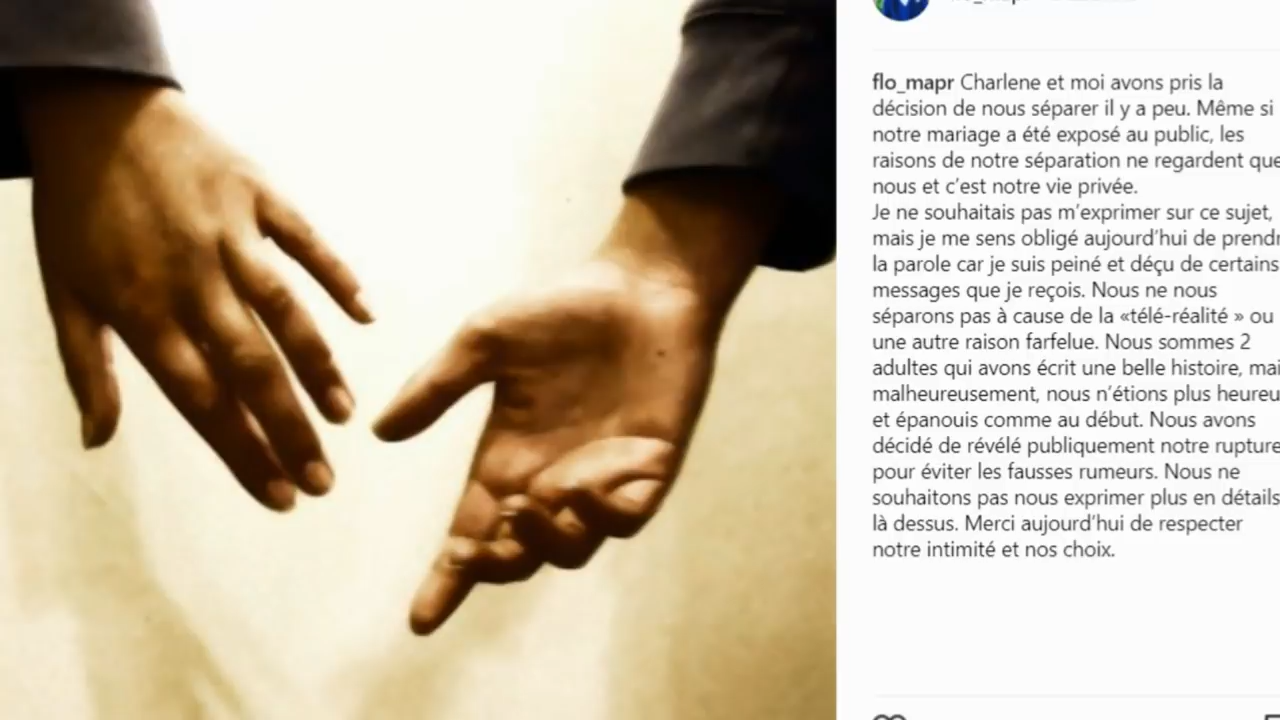 flo_mapr Charlene et moi avons pris la
décision de nous séparer il y a peu. Même si
notre mariage a été exposé au public, les
raisons de notre séparation ne regardent que
nous et c'est notre vie privée.
Je ne souhaitais pas m'exprimer sur ce sujet,
mais je me sens obligé aujourd'hui de prendr
la parole car je suis peiné et déçu de certains
messages que je reçois. Nous ne nous
séparons pas à cause de la «télé-réalité » ou
une autre raison farfelue. Nous sommes 2
adultes qui avons écrit une belle histoire, mai
malheureusement, nous n'étions plus heureu
et épanouis comme au début. Nous avons
décidé de révélé publiquement notre rupture
pour éviter les fausses rumeurs. Nous ne
souhaitons pas nous exprimer plus en détails
là dessus. Merci aujourd'hui de respecter
notre intimité et nos choix.